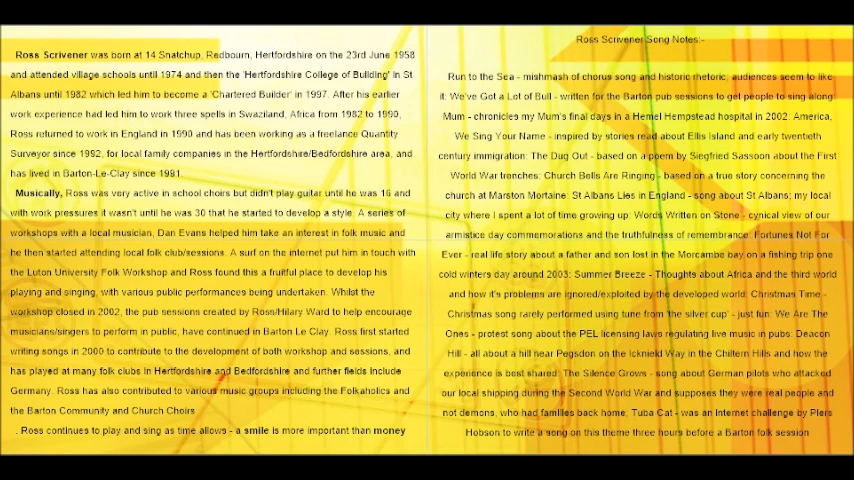 Ross Scrivener was born at 14 Snatchup, Redbourn, Hertfordshire on the 23rd June 1958
and attended village schools until 1974 and then the 'Hertfordshire College of Building' in St
Albans until 1982 which led him to become a 'Chartered Builder' in 1997. After his earlier
work experience had led him to work three spells in Swaziland, Africa from 1982 to 1990,
Ross returned to work in England in 1990 and has been working as a freelance Quantity
Surveyor since 1992, for local family companies in the Hertfordshire/Bedfordshire area, and
has lived in Barton-Le-Clay since 1991.
Musically, Ross was very active in school choirs but didn't play guitar until he was 16 and
with work pressures it wasn't until he was 30 that he started to develop a style. A series of
workshops with a local musician, Dan Evans helped him take an interest in folk music and
he then started attending local folk club/sessions. A surf on the internet put him in touch with
the Luton University Folk Workshop and Ross found this a fruitful place to develop his
playing and singing, with various public performances being undertaken. Whilst the
workshop closed in 2002, the pub sessions created by Ross/Hilary Ward to help encourage
musicians/singers to perform in public, have continued in Barton Le Clay. Ross first started
writing songs in 2000 to contribute to the development of both workshop and sessions, and
has played at many folk clubs in Hertfordshire and Bedfordshire and further fields include
Germany. Ross has also contributed to various music groups including the Folkaholics and
the Barton Community and Church Choirs
. Ross continues to play and sing as time allows - a smile is more important than money
Ross Scrivener Song Notes:-
Run to the Sea - mishmash of chorus song and historic rhetoric; audiences seem to like
it: We've Got a Lot of Bull - written for the Barton pub sessions to get people to sing along:
Mum - chronicles my Mum's final days in a Hemel Hempstead hospital in 2002: America,
We Sing Your Name - inspired by stories read about Ellis Island and early twentieth
century immigration: The Dug Out - based on a poem by Siegfried Sassoon about the First
World War trenches: Church Bells Are Ringing - based on a true story concerning the
church at Marston Mortaine: St Albans Lies in England - song about St Albans; my local
city where I spent a lot of time growing up: Words Written on Stone - cynical view of our
armistice day commemorations and the truthfulness of remembrance: Fortunes Not For
Ever - real life story about a father and son lost in the Morcambe bay on a fishing trip one
cold winters day around 2003: Summer Breeze - Thoughts about Africa and the third world
and how it's problems are ignored/exploited by the developed world: Christmas Time -
Christmas song rarely performed using tune from 'the silver cup' - just fun: We Are The
Ones - protest song about the PEL licensing laws regulating live music in pubs: Deacon
Hill - all about a hill near Pegsdon on the Icknield Way in the Chiltern Hills and how the
experience is best shared: The Silence Grows - song about German pilots who attacked
our local shipping during the Second World War and supposes they were real people and
not demons, who had families back home; Tuba Cat - was an Internet challenge by Piers
Hobson to write a song on this theme three hours before a Barton folk session